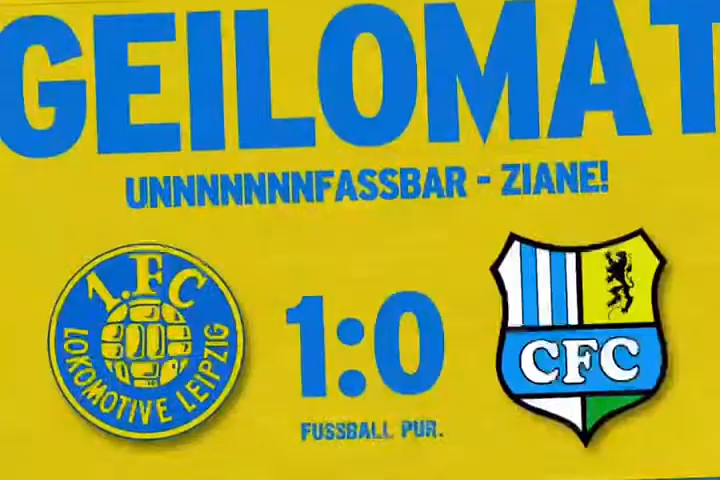 GEILOMAT
UNNNNNNNFASSBAR - ZIANE!
1.FC
LOKOMOTIVE LEIPZIG
1:0
CFC
FUSSBALL PUR.